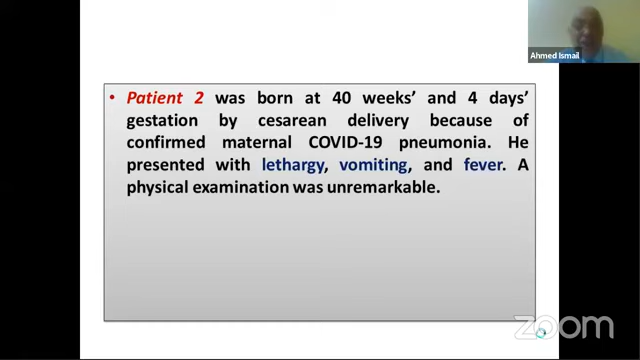 Ahmed Ismail
• Patient 2 was born at 40 weeks' and 4 days'
gestation by cesarean delivery because of
confirmed maternal COVID-19 pneumonia. He
presented with lethargy, vomiting, and fever. A
physical examination was unremarkable.
zoom